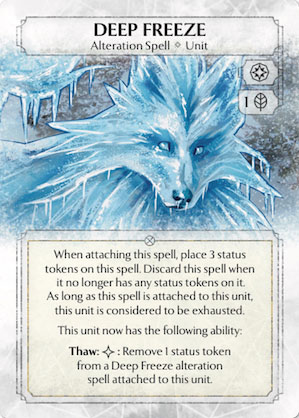 DEEP FREEZE
Alteration Spell ◇ Unit
1
When attaching this spell, place 3 status
tokens on this spell. Discard this spell when
it no longer has any status tokens on it.
As long as this spell is attached to this unit,
this unit is considered to be exhausted.
This unit now has the following ability:
Thaw: ✧ : Remove 1 status token
from a Deep Freeze alteration
spell attached to this unit.